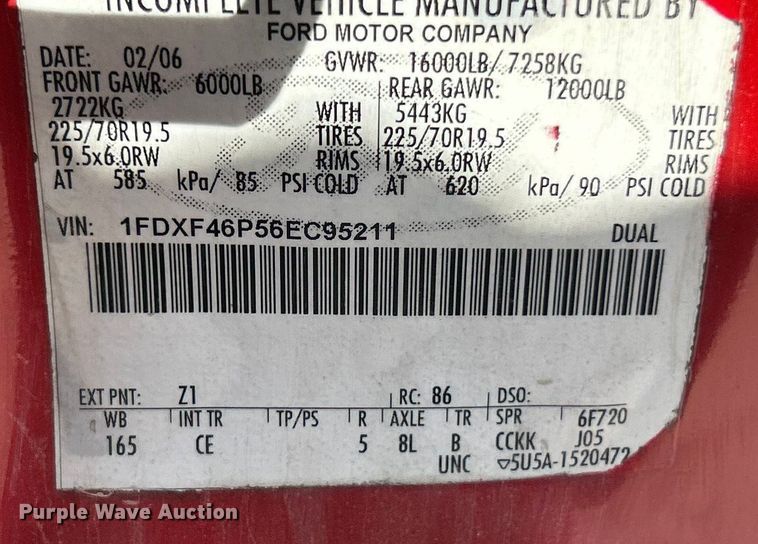 INCOMPLETE VEHICLE MANUFACTURED BY
FORD MOTOR COMPANY
DATE: 02/06 GVWR: 16000LB/ 7258KG
FRONT GAWR: 6000LB REAR GAWR: 12000LB
2722KG WITH 5443KG WITH
225/70R19.5 TIRES 225/70R19.5 TIRES
19.5x6.0RW RIMS 19.5x6.0RW RIMS
AT 585 kPa/ 85 PSI COLD AT 620 kPa/ 90 PSI COLD
VIN: 1FDXF46P56EC95211 DUAL
EXT PNT: Z1 RC: 86 DSO:
WB INT TR TP/PS R AXLE TR SPR 6F720
165 CE 5 8L B CCKK J05
UNC ▽5U5A-1520472
Purple Wave Auction